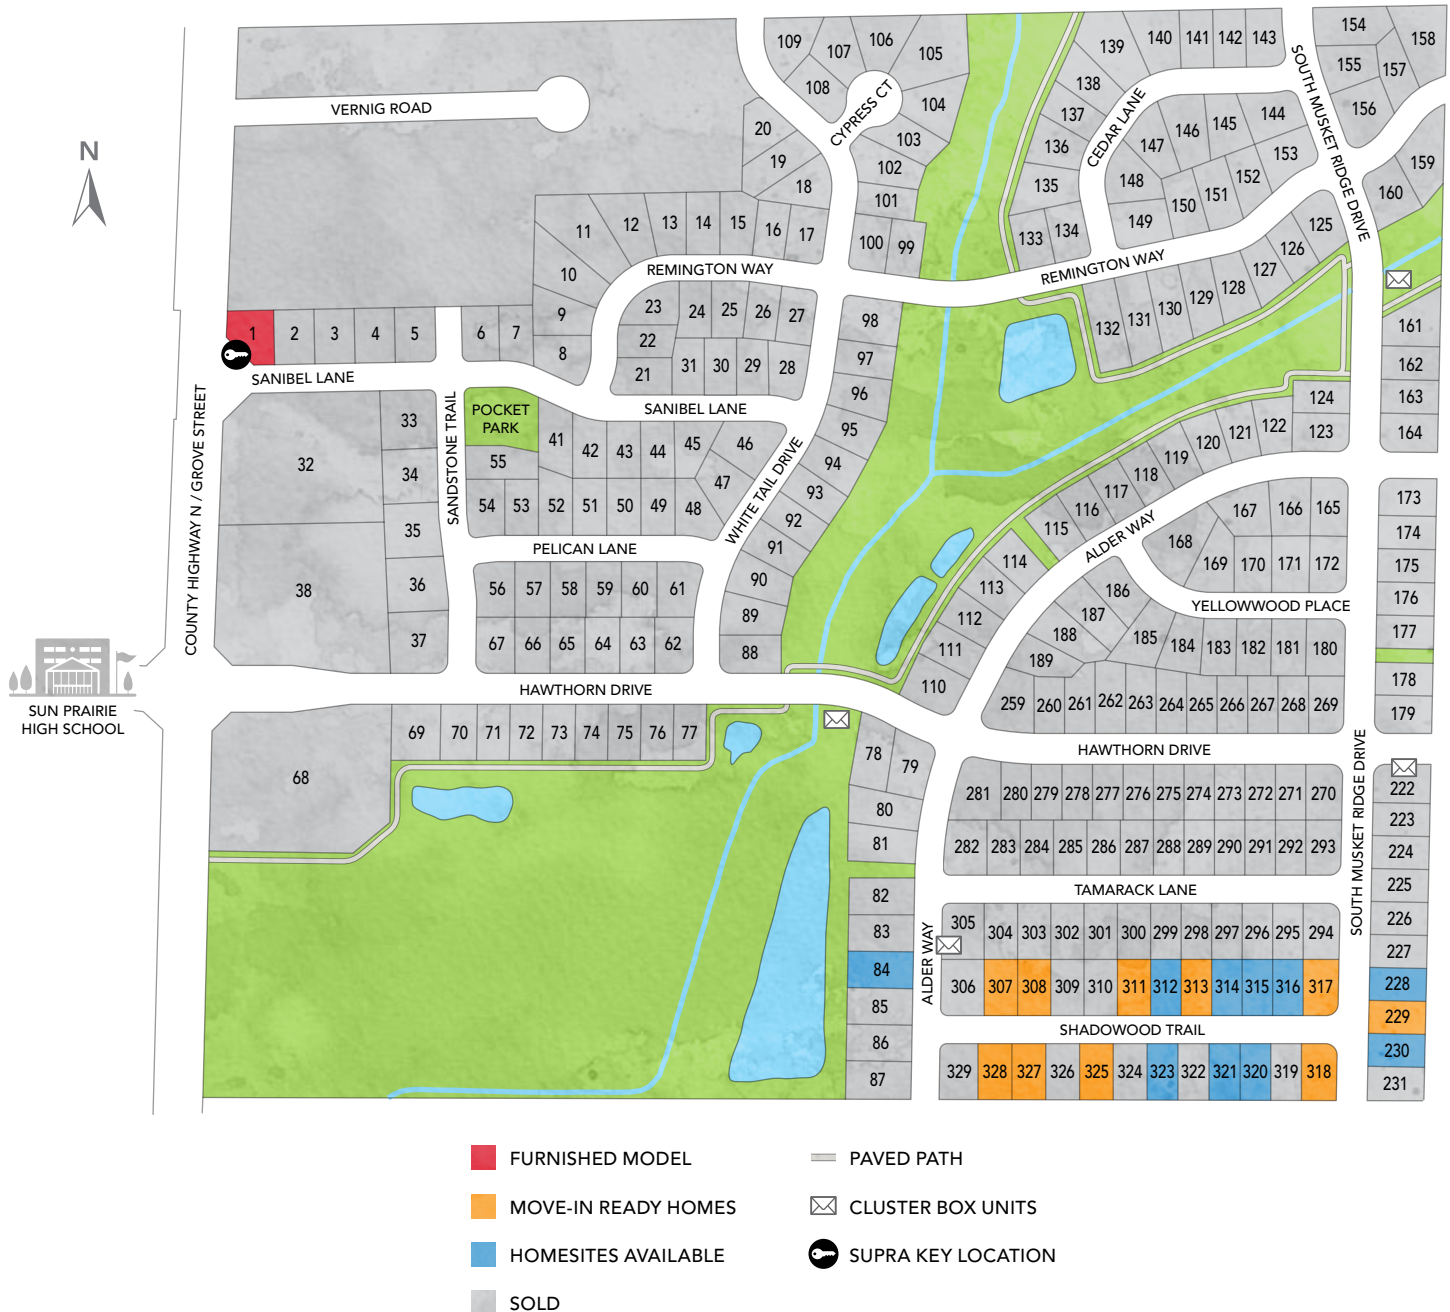 109 107 106 105 139 140 141 142 143 154 158
108 104 138 155 157
VERNIG ROAD
CYPRESS CT
SOUTH MUSKET RIDGE DRIVE
N
20 103 137 144 156
19 102 136 CEDAR LANE 147 146 145 153 159
18 101 135 148 152 160
11 12 13 14 15 16 17 100 99 133 134 149 150 151 125
10 REMINGTON WAY REMINGTON WAY 126
9 23 24 25 26 27 98 132 131 130 129 128 127
1 2 3 4 5 6 7 8 22 97 161
SANIBEL LANE 21 31 30 29 28 96 162
COUNTY HIGHWAY N / GROVE STREET
SANDSTONE TRAIL
POCKET
PARK
SANIBEL LANE
33 41 42 43 44 45 46 95 124 163
32 34 55 47 94 123 164
WHITE TAIL DRIVE
122 121 120 119 118 117 116 115
54 53 52 51 50 49 48 93 173
35 92 167 166 165 174
PELICAN LANE 91 ALDER WAY 168
38 36 56 57 58 59 60 61 90 114 169 170 171 172 175
37 89 113 186 176
YELLOWWOOD PLACE
67 66 65 64 63 62 88 112 187 177
111 188 185 184 183 182 181 180
110 189 178
SUN PRAIRIE
HIGH SCHOOL
HAWTHORN DRIVE
259 260 261 262 263 264 265 266 267 268 269 179
68 69 70 71 72 73 74 75 76 77 78 79
HAWTHORN DRIVE
SOUTH MUSKET RIDGE DRIVE
80 281 280 279 278 277 276 275 274 273 272 271 270 222
223
81 282 283 284 285 286 287 288 289 290 291 292 293 224
TAMARACK LANE
82 225
83 305 304 303 302 301 300 299 298 297 296 295 294 226
ALDER WAY
227
84 306 307 308 309 310 311 312 313 314 315 316 317 228
85 229
SHADOWOOD TRAIL
86 230
87 329 328 327 326 325 324 323 322 321 320 319 318 231
FURNISHED MODEL
PAVED PATH
MOVE-IN READY HOMES
CLUSTER BOX UNITS
HOMESITES AVAILABLE
SUPRA KEY LOCATION
SOLD